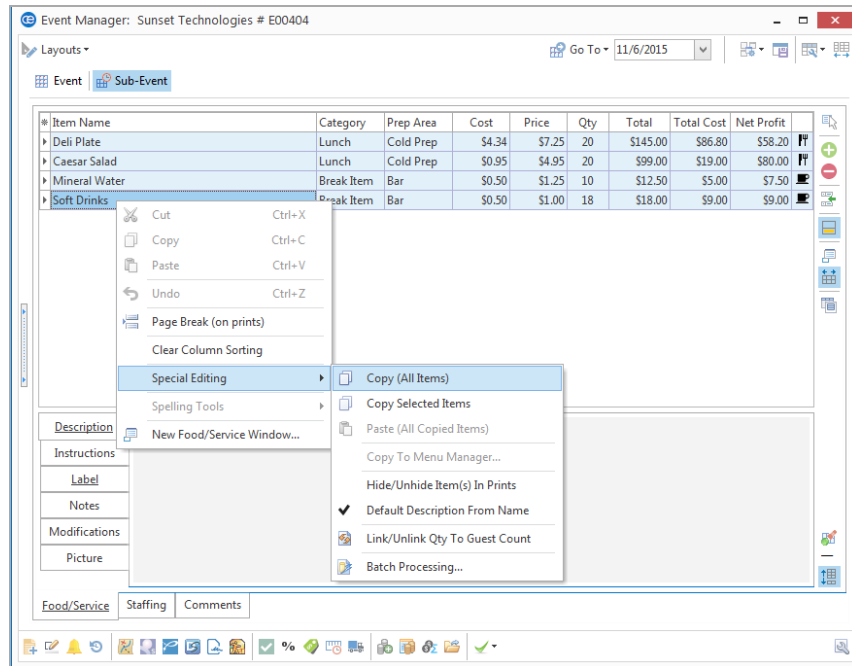 Event Manager: Sunset Technologies # E00404
Layouts
Go To 11/6/2015
Event Sub-Event
Item Name Category Prep Area Cost Price Qty Total Total Cost Net Profit
Deli Plate Lunch Cold Prep $4.34 $7.25 20 $145.00 $86.80 $58.20
Caesar Salad Lunch Cold Prep $0.95 $4.95 20 $99.00 $19.00 $80.00
Mineral Water Break Item Bar $0.50 $1.25 10 $12.50 $5.00 $7.50
Soft Drinks Break Item Bar $0.50 $1.00 18 $18.00 $9.00 $9.00
Cut Ctrl+X
Copy Ctrl+C
Paste Ctrl+V
Undo Ctrl+Z
Page Break (on prints)
Clear Column Sorting
Special Editing
Spelling Tools
New Food/Service Window...
Copy (All Items)
Copy Selected Items
Paste (All Copied Items)
Copy To Menu Manager...
Hide/Unhide Item(s) In Prints
Default Description From Name
Link/Unlink Qty To Guest Count
Batch Processing...
Description
Instructions
Label
Notes
Modifications
Picture
Food/Service Staffing Comments